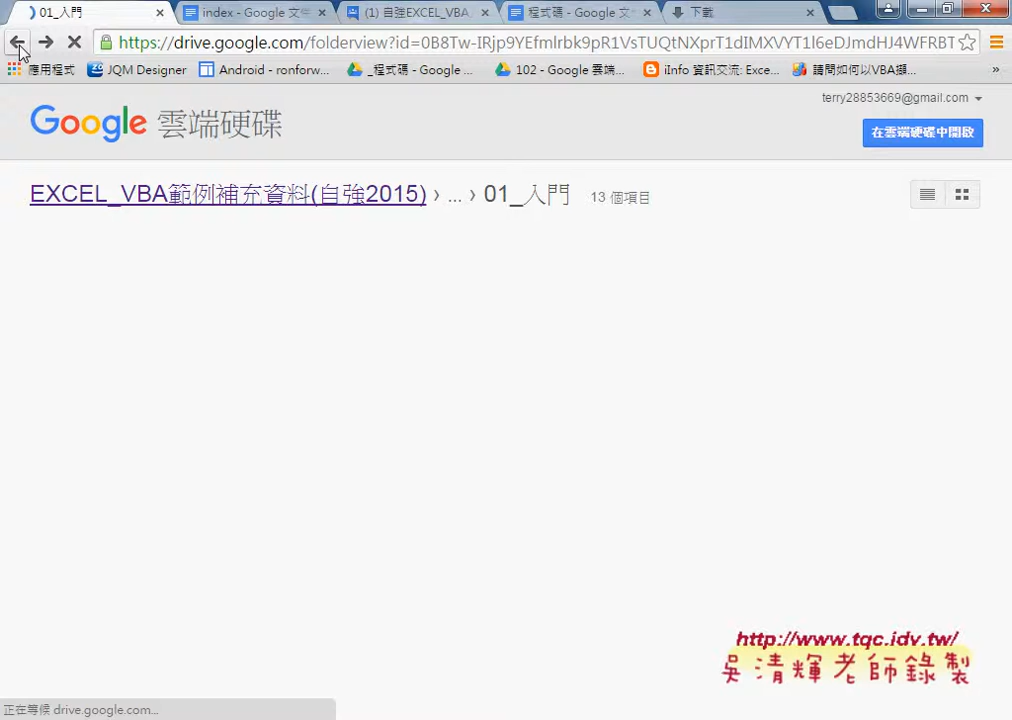 01_入門
index - Google 文件
(1) 自強EXCEL_VBA
程式碼 - Google 文
下載
https://drive.google.com/folderview?id=0B8Tw-IRjp9YEfmlrbk9pR1VsTUQtNXprT1dIMXVYT1l6eDJmdHJ4WFRBT
應用程式
JQM Designer
Android - ronforw...
_程式碼 - Google ...
102 - Google 雲端...
iInfo 資訊交流: Exce...
請問如何以VBA擷...
»
terry28853669@gmail.com
Google 雲端硬碟
在雲端硬碟中開啟
EXCEL_VBA範例補充資料(自強2015) › ... › 01_入門 13 個項目
http://www.tqc.idv.tw/
吳清輝老師錄製
正在等候 drive.google.com...